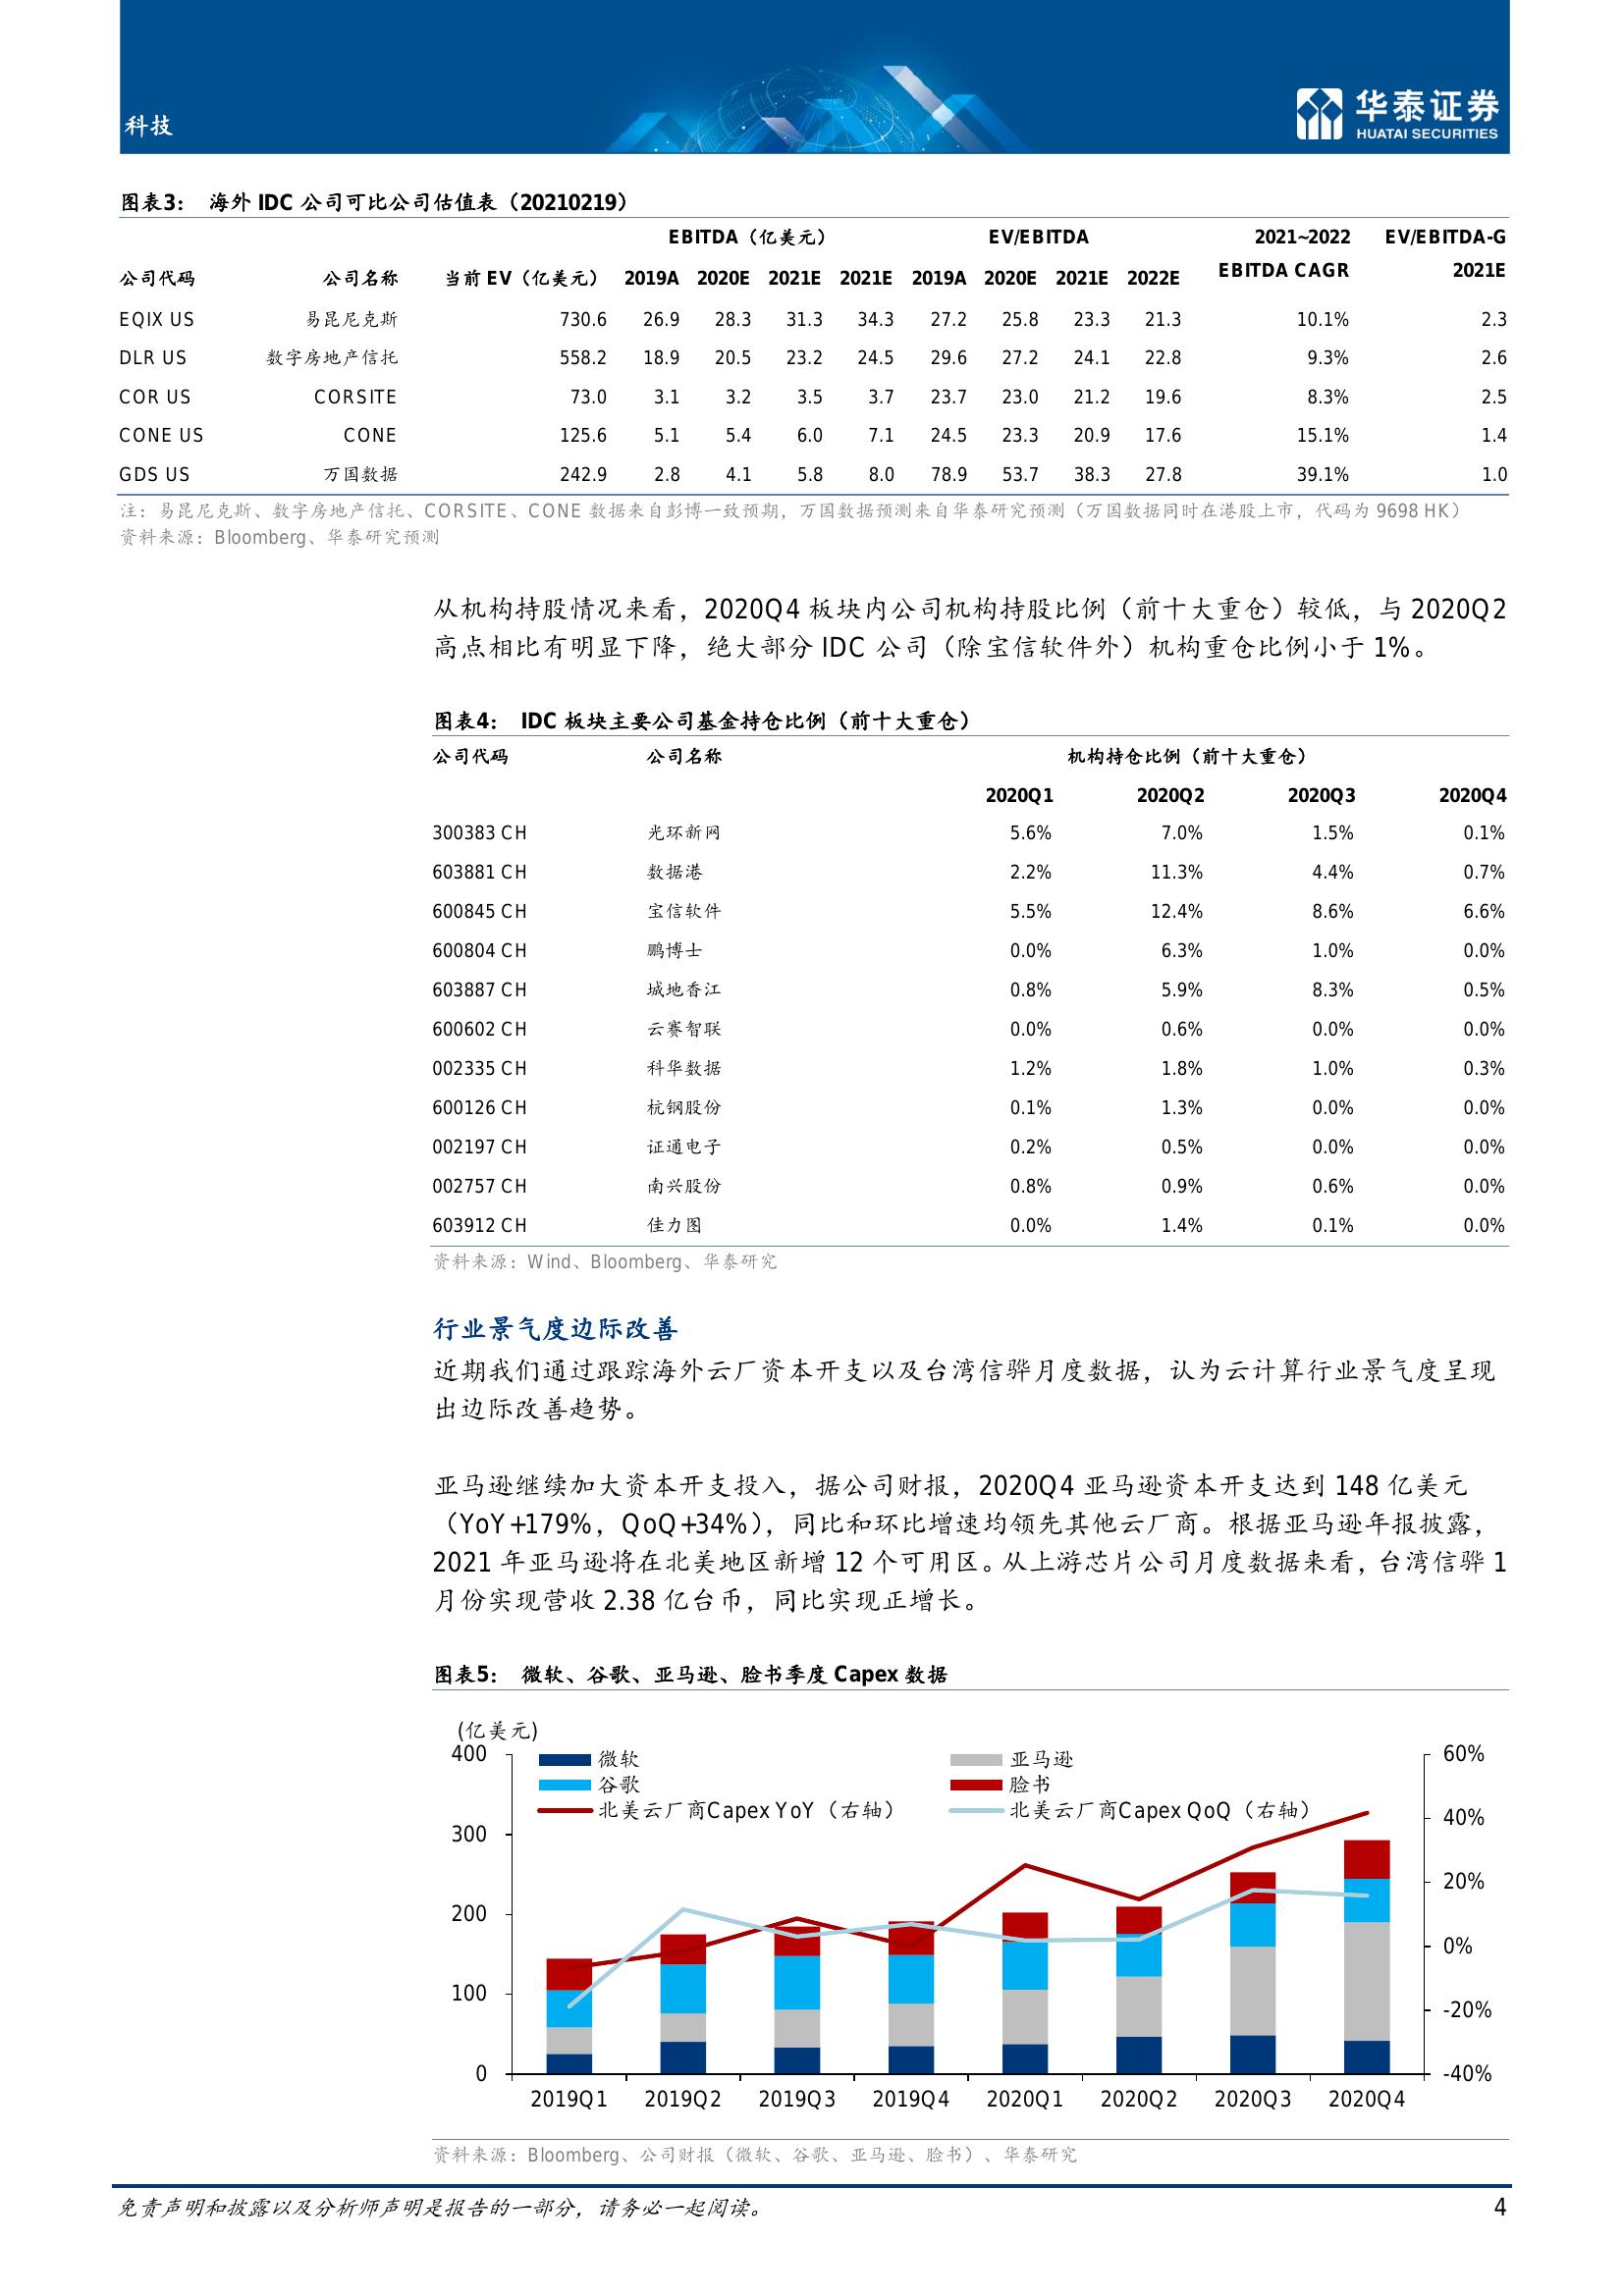 科技
华泰证券
HUATAI SECURITIES
图表3： 海外 IDC 公司可比公司估值表（20210219）
EBITDA（亿美元） EV/EBITDA 2021~2022 EV/EBITDA-G
公司代码 公司名称 当前 EV（亿美元） 2019A 2020E 2021E 2021E 2019A 2020E 2021E 2022E EBITDA CAGR 2021E
EQIX US 易昆尼克斯 730.6 26.9 28.3 31.3 34.3 27.2 25.8 23.3 21.3 10.1% 2.3
DLR US 数字房地产信托 558.2 18.9 20.5 23.2 24.5 29.6 27.2 24.1 22.8 9.3% 2.6
COR US CORSITE 73.0 3.1 3.2 3.5 3.7 23.7 23.0 21.2 19.6 8.3% 2.5
CONE US CONE 125.6 5.1 5.4 6.0 7.1 24.5 23.3 20.9 17.6 15.1% 1.4
GDS US 万国数据 242.9 2.8 4.1 5.8 8.0 78.9 53.7 38.3 27.8 39.1% 1.0
注：易昆尼克斯、数字房地产信托、CORSITE、CONE 数据来自彭博一致预期，万国数据预测来自华泰研究预测（万国数据同时在港股上市，代码为 9698 HK）
资料来源：Bloomberg、华泰研究预测
从机构持股情况来看，2020Q4 板块内公司机构持股比例（前十大重仓）较低，与 2020Q2
高点相比有明显下降，绝大部分 IDC 公司（除宝信软件外）机构重仓比例小于 1%。
图表4： IDC 板块主要公司基金持仓比例（前十大重仓）
公司代码 公司名称 机构持仓比例（前十大重仓）
2020Q1 2020Q2 2020Q3 2020Q4
300383 CH 光环新网 5.6% 7.0% 1.5% 0.1%
603881 CH 数据港 2.2% 11.3% 4.4% 0.7%
600845 CH 宝信软件 5.5% 12.4% 8.6% 6.6%
600804 CH 鹏博士 0.0% 6.3% 1.0% 0.0%
603887 CH 城地香江 0.8% 5.9% 8.3% 0.5%
600602 CH 云赛智联 0.0% 0.6% 0.0% 0.0%
002335 CH 科华数据 1.2% 1.8% 1.0% 0.3%
600126 CH 杭钢股份 0.1% 1.3% 0.0% 0.0%
002197 CH 证通电子 0.2% 0.5% 0.0% 0.0%
002757 CH 南兴股份 0.8% 0.9% 0.6% 0.0%
603912 CH 佳力图 0.0% 1.4% 0.1% 0.0%
资料来源：Wind、Bloomberg、华泰研究
行业景气度边际改善
近期我们通过跟踪海外云厂资本开支以及台湾信骅月度数据，认为云计算行业景气度呈现
出边际改善趋势。
亚马逊继续加大资本开支投入，据公司财报，2020Q4 亚马逊资本开支达到 148 亿美元
（YoY+179%，QoQ+34%），同比和环比增速均领先其他云厂商。根据亚马逊年报披露，
2021 年亚马逊将在北美地区新增 12 个可用区。从上游芯片公司月度数据来看，台湾信骅 1
月份实现营收 2.38 亿台币，同比实现正增长。
图表5： 微软、谷歌、亚马逊、脸书季度 Capex 数据
(亿美元)
400 微软 亚马逊 60%
谷歌 脸书
北美云厂商Capex YoY（右轴） 北美云厂商Capex QoQ（右轴） 40%
300
20%
200
0%
100
-20%
0 -40%
2019Q1 2019Q2 2019Q3 2019Q4 2020Q1 2020Q2 2020Q3 2020Q4
资料来源：Bloomberg、公司财报（微软、谷歌、亚马逊、脸书）、华泰研究
免责声明和披露以及分析师声明是报告的一部分，请务必一起阅读。 4